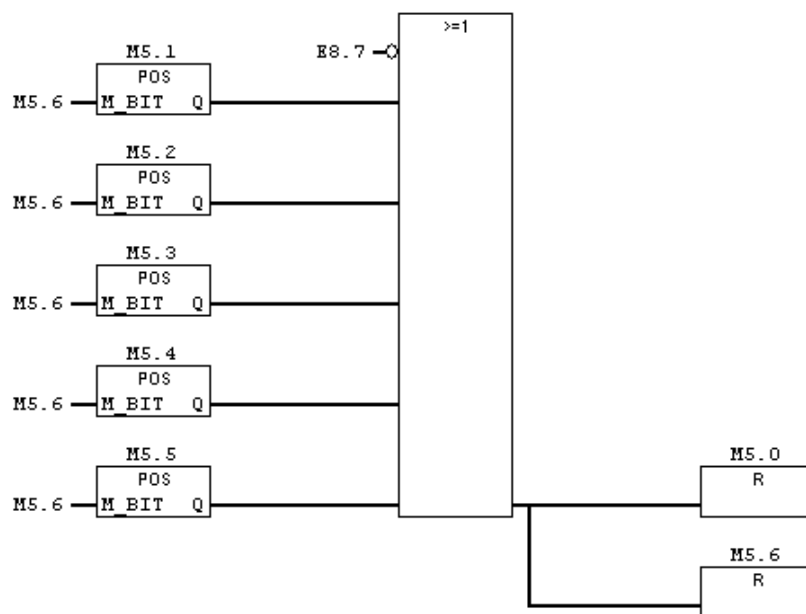 >=1
E8.7
M5.1
POS
M5.6 M_BIT Q
M5.2
POS
M5.6 M_BIT Q
M5.3
POS
M5.6 M_BIT Q
M5.4
POS
M5.6 M_BIT Q
M5.5
POS
M5.6 M_BIT Q
M5.0
R
M5.6
R